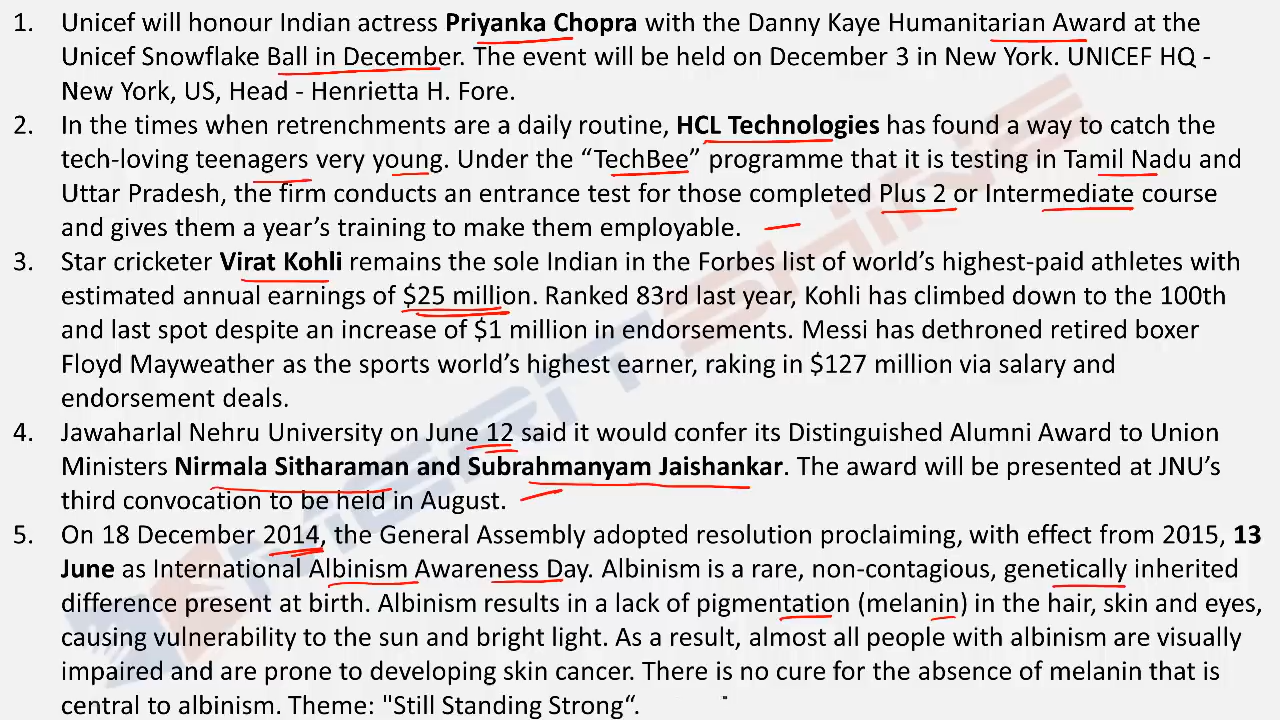 1. Unicef will honour Indian actress Priyanka Chopra with the Danny Kaye Humanitarian Award at the
Unicef Snowflake Ball in December. The event will be held on December 3 in New York. UNICEF HQ -
New York, US, Head - Henrietta H. Fore.
2. In the times when retrenchments are a daily routine, HCL Technologies has found a way to catch the
tech-loving teenagers very young. Under the “TechBee” programme that it is testing in Tamil Nadu and
Uttar Pradesh, the firm conducts an entrance test for those completed Plus 2 or Intermediate course
and gives them a year’s training to make them employable.
3. Star cricketer Virat Kohli remains the sole Indian in the Forbes list of world’s highest-paid athletes with
estimated annual earnings of $25 million. Ranked 83rd last year, Kohli has climbed down to the 100th
and last spot despite an increase of $1 million in endorsements. Messi has dethroned retired boxer
Floyd Mayweather as the sports world’s highest earner, raking in $127 million via salary and
endorsement deals.
4. Jawaharlal Nehru University on June 12 said it would confer its Distinguished Alumni Award to Union
Ministers Nirmala Sitharaman and Subrahmanyam Jaishankar. The award will be presented at JNU’s
third convocation to be held in August.
5. On 18 December 2014, the General Assembly adopted resolution proclaiming, with effect from 2015, 13
June as International Albinism Awareness Day. Albinism is a rare, non-contagious, genetically inherited
difference present at birth. Albinism results in a lack of pigmentation (melanin) in the hair, skin and eyes,
causing vulnerability to the sun and bright light. As a result, almost all people with albinism are visually
impaired and are prone to developing skin cancer. There is no cure for the absence of melanin that is
central to albinism. Theme: "Still Standing Strong“.
MERIT SHINE